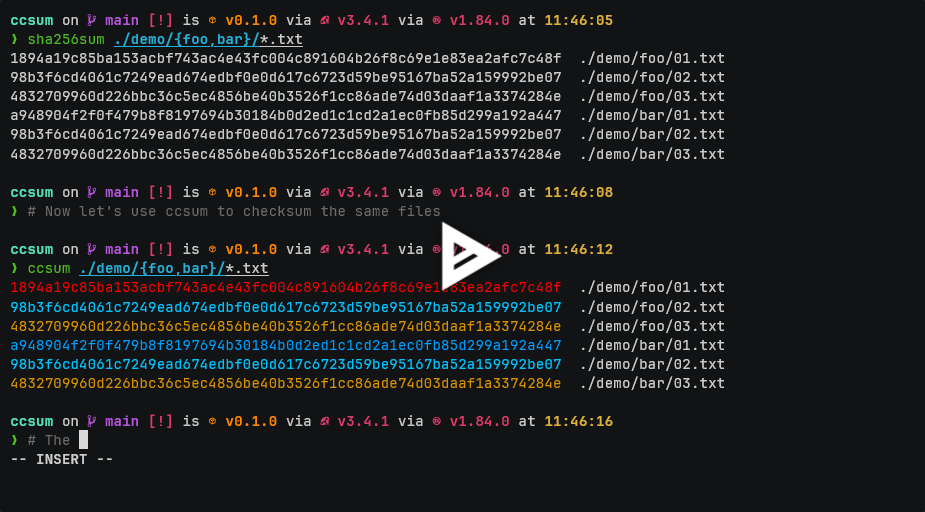 ccsum on main [!] is v0.1.0 via v3.4.1 via v1.84.0 at 11:46:05
❯ sha256sum ./demo/{foo,bar}/*.txt
1894a19c85ba153acbf743ac4e43fc004c891604b26f8c69e1e83ea2afc7c48f  ./demo/foo/01.txt
98b3f6cd4061c7249ead674edbf0e0d617c6723d59be95167ba52a159992be07  ./demo/foo/02.txt
4832709960d226bbc36c5ec4856be40b3526f1cc86ade74d03daaf1a3374284e  ./demo/foo/03.txt
a948904f2f0f479b8f8197694b30184b0d2ed1c1cd2a1ec0fb85d299a192a447  ./demo/bar/01.txt
98b3f6cd4061c7249ead674edbf0e0d617c6723d59be95167ba52a159992be07  ./demo/bar/02.txt
4832709960d226bbc36c5ec4856be40b3526f1cc86ade74d03daaf1a3374284e  ./demo/bar/03.txt
ccsum on main [!] is v0.1.0 via v3.4.1 via v1.84.0 at 11:46:08
❯ # Now let's use ccsum to checksum the same files
ccsum on main [!] is v0.1.0 via v3.4.1 via v1.84.0 at 11:46:12
❯ ccsum ./demo/{foo,bar}/*.txt
1894a19c85ba153acbf743ac4e43fc004c891604b26f8c69e1e83ea2afc7c48f  ./demo/foo/01.txt
98b3f6cd4061c7249ead674edbf0e0d617c6723d59be95167ba52a159992be07  ./demo/foo/02.txt
4832709960d226bbc36c5ec4856be40b3526f1cc86ade74d03daaf1a3374284e  ./demo/foo/03.txt
a948904f2f0f479b8f8197694b30184b0d2ed1c1cd2a1ec0fb85d299a192a447  ./demo/bar/01.txt
98b3f6cd4061c7249ead674edbf0e0d617c6723d59be95167ba52a159992be07  ./demo/bar/02.txt
4832709960d226bbc36c5ec4856be40b3526f1cc86ade74d03daaf1a3374284e  ./demo/bar/03.txt
ccsum on main [!] is v0.1.0 via v3.4.1 via v1.84.0 at 11:46:16
❯ # The
-- INSERT --